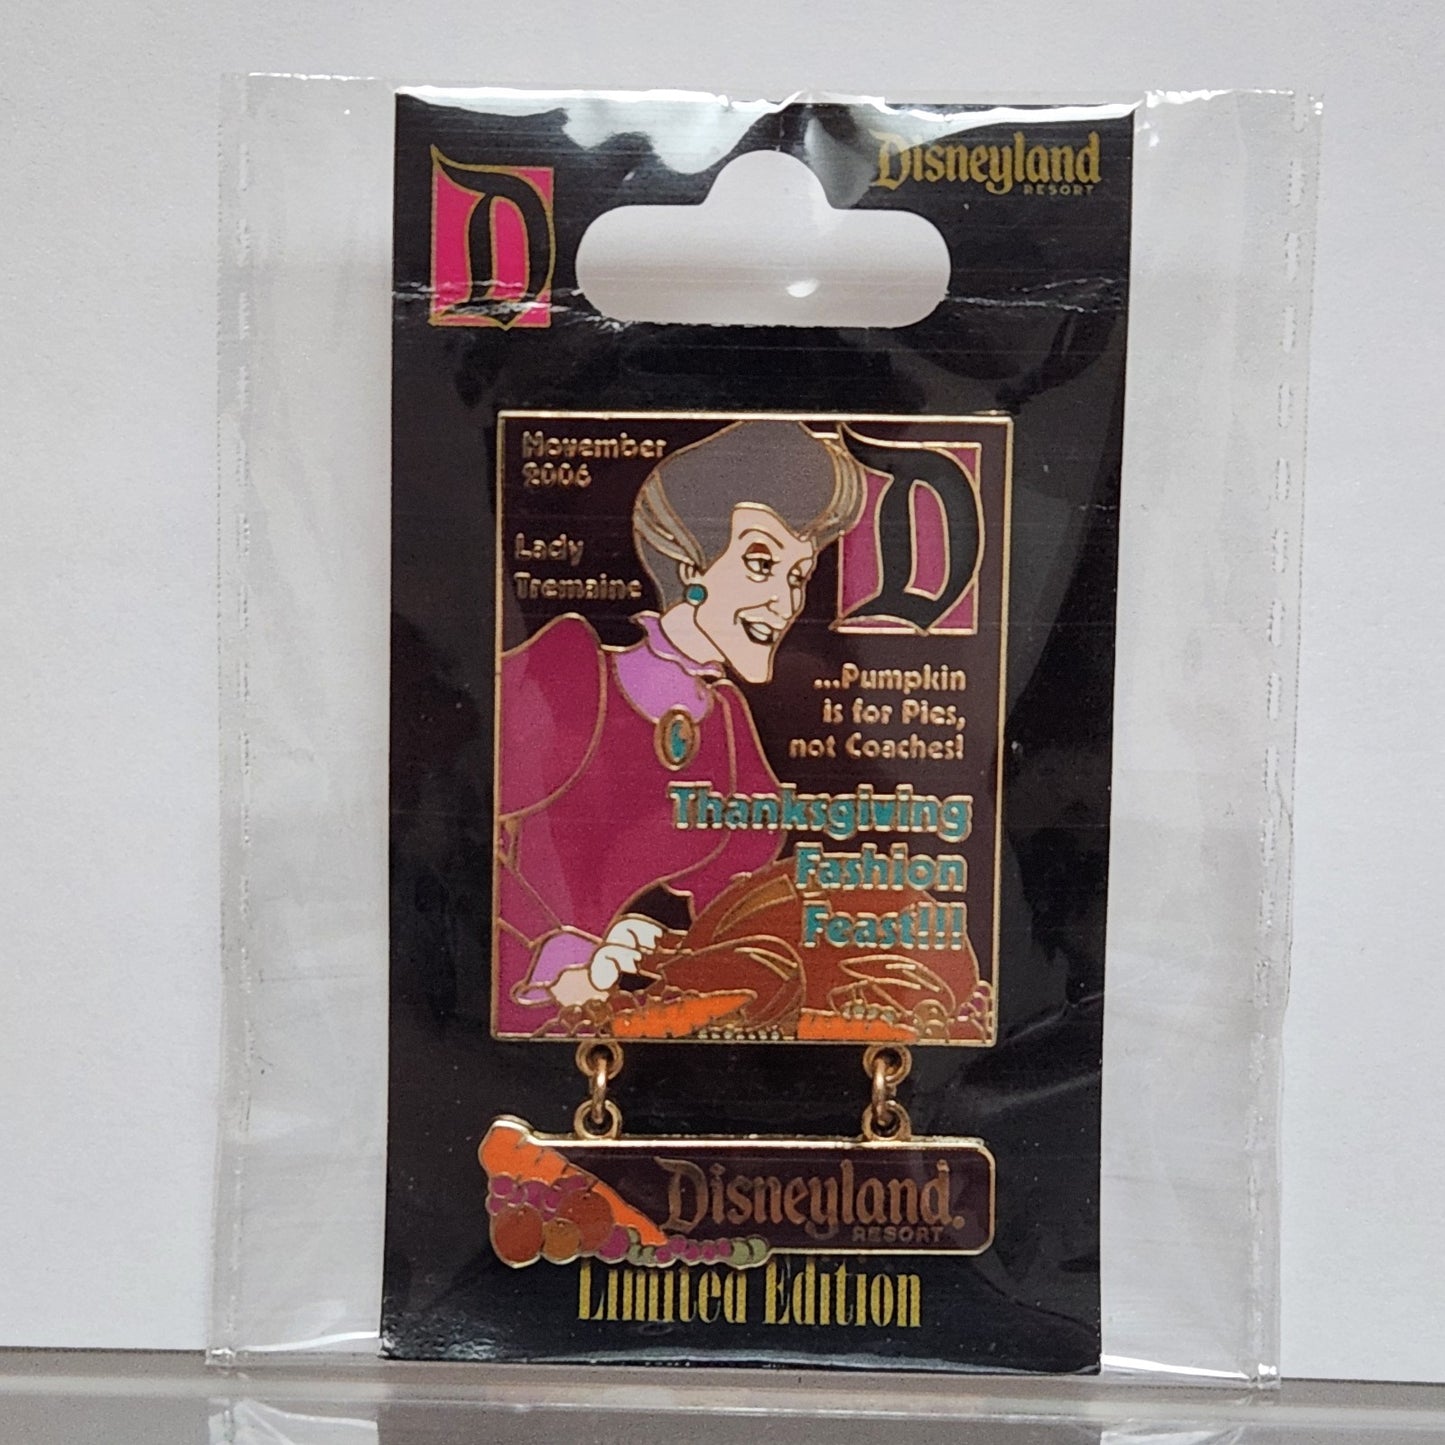 D
Disneyland
RESORT
November
2006
Lady
Tremaine
D
...Pumpkin
is for Pies,
not Coaches!
Thanksgiving
Fashion
Feast!!!
Disneyland®
RESORT
Limited Edition